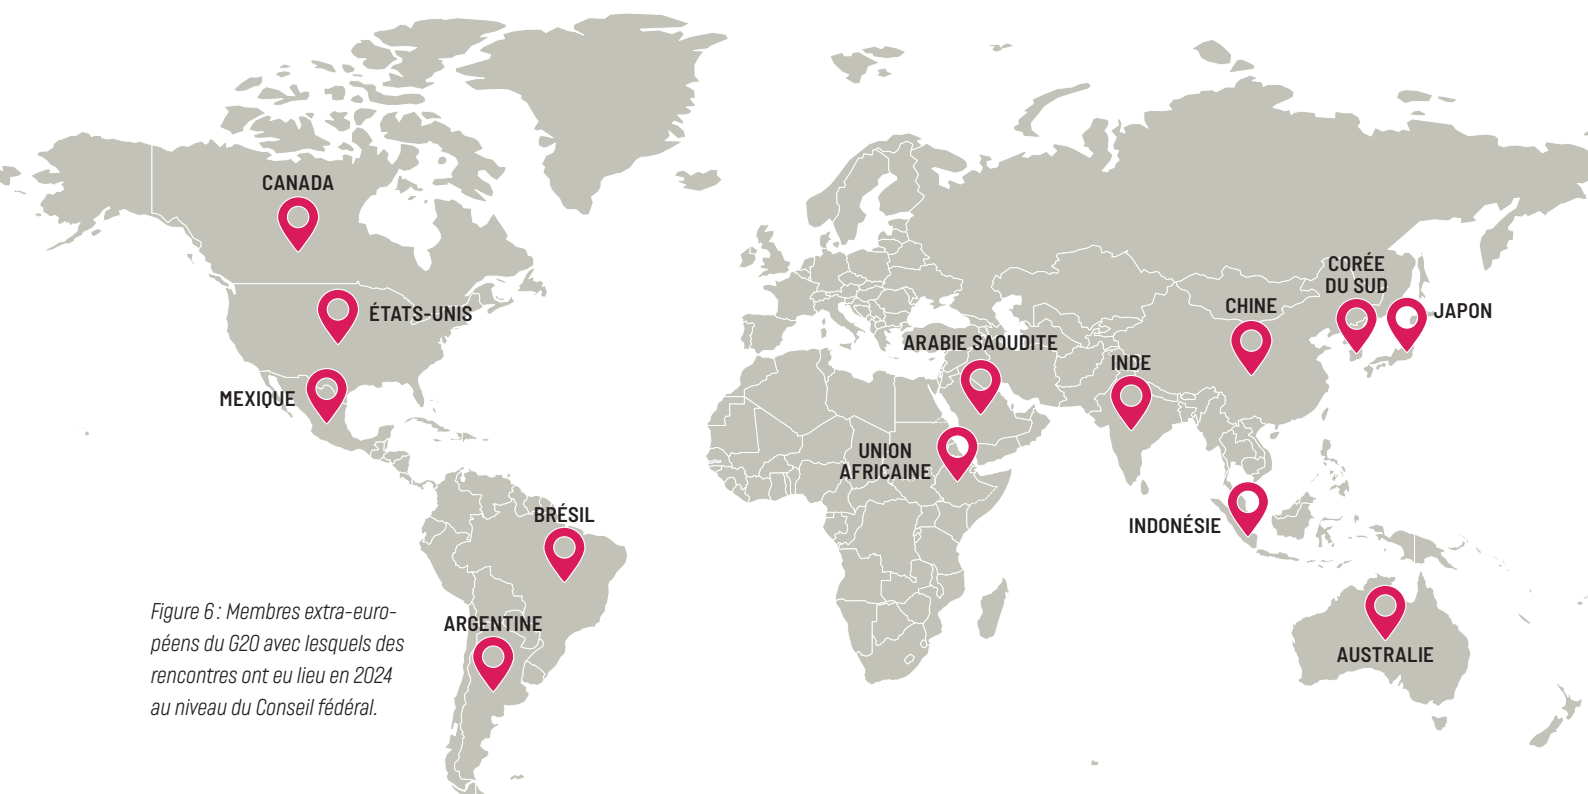 CANADA
ÉTATS-UNIS
MEXIQUE
BRÉSIL
ARGENTINE
ARABIE SAOUDITE
UNION
AFRICAINE
INDE
CHINE
CORÉE
DU SUD
JAPON
INDONÉSIE
AUSTRALIE
Figure 6 : Membres extra-euro-
péens du G20 avec lesquels des
rencontres ont eu lieu en 2024
au niveau du Conseil fédéral.